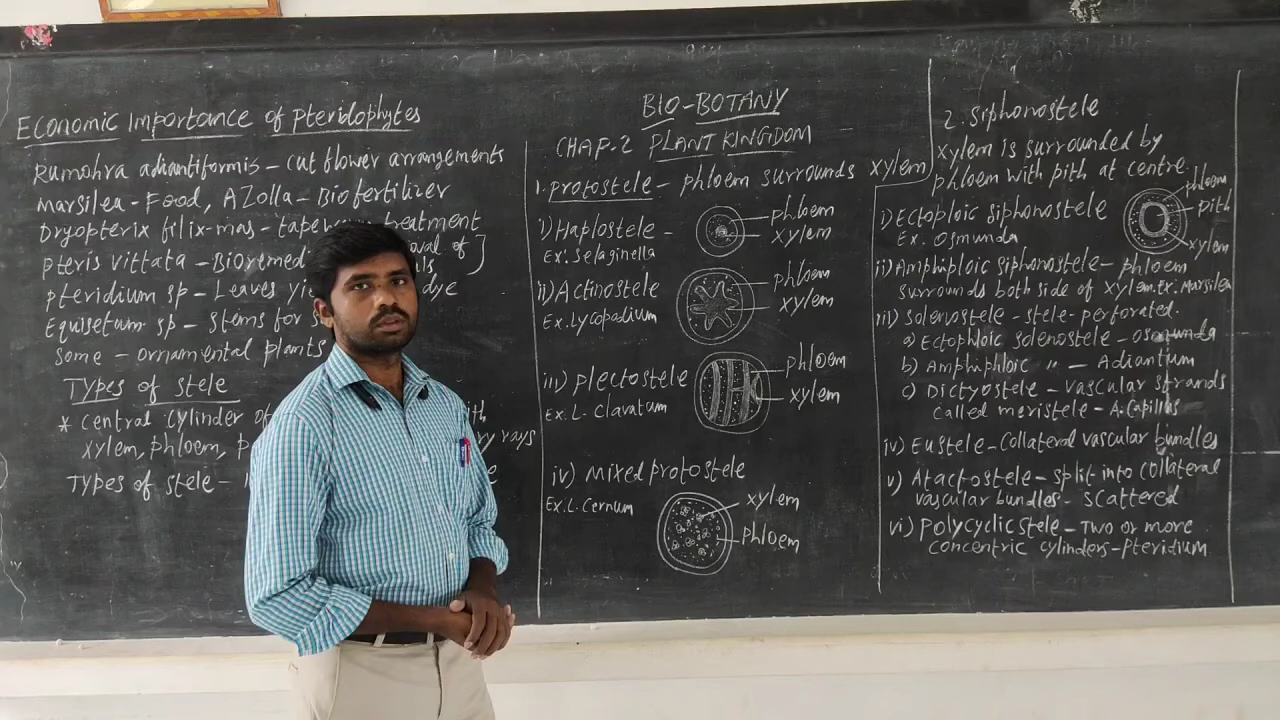 Economic Importance of Pteridophytes
Rumohra adiantiformis - cut flower arrangements
Marsilea - Food, Azolla - Biofertilizer
Dryopterix filix-mas - tapeworm treatment
Pteris vittata - Bioremed
Pteridium sp - Leaves dye
Equisetum sp - stems for
Some - ornamental plants
Types of stele
* central cylinder of
xylem, phloem, rays
Types of stele -
BIO-BOTANY
CHAP-2 PLANT KINGDOM
1. Protostele - phloem surrounds xylem
i) Haplostele -
Ex: Selaginella
phloem
xylem
ii) Actinostele
Ex. Lycopodium
phloem
xylem
iii) Plectostele
Ex. L. Clavatum
phloem
xylem
iv) Mixed protostele
Ex. L. Cernum
xylem
phloem
2. Siphonostele
Xylem is surrounded by
phloem with pith at centre.
i) Ectoploic siphonostele
Ex. Osmunda
phloem
pith
xylem
ii) Amphiploic siphonostele - phloem
surrounds both side of xylem. Ex. Marsilea
iii) Solenostele - stele - perforated.
a) Ectophloic solenostele - Osmunda
b) Amphiphloic " - Adiantum
c) Dictyostele - vascular strands
called meristele - A. Capillus
iv) Eustele - Collateral vascular bundles
v) Atactostele - split into collateral
vascular bundles - scattered
vi) Polycyclic stele - Two or more
concentric cylinders - Pteridium